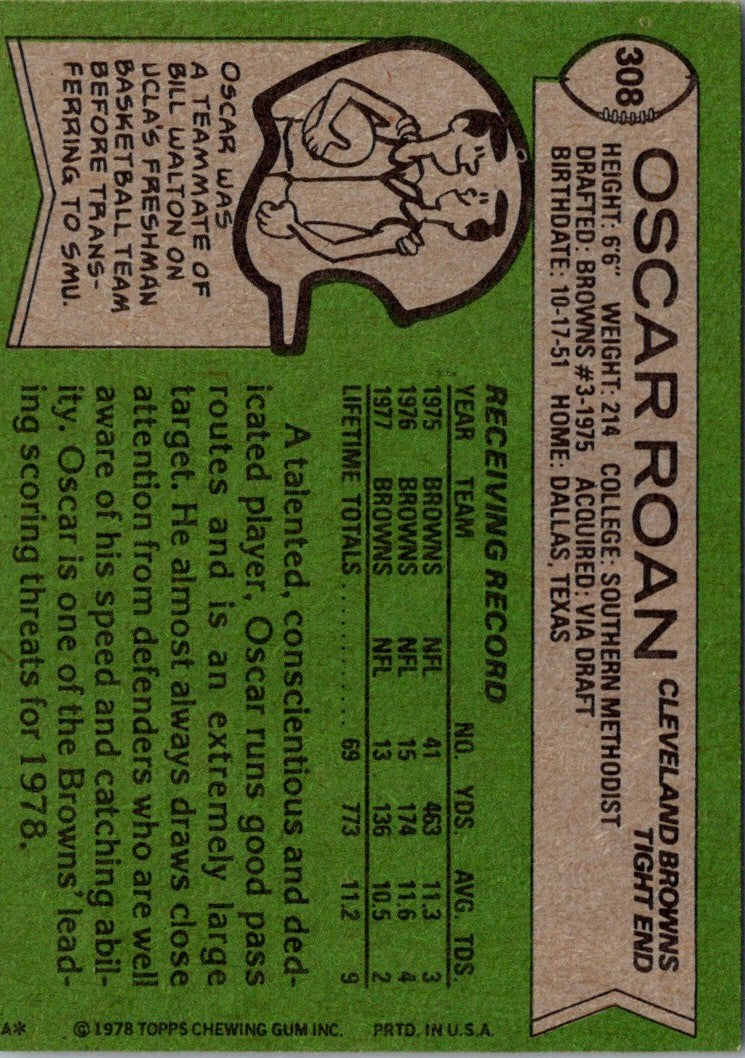 308
OSCAR ROAN
CLEVELAND BROWNS
TIGHT END
HEIGHT: 6'6" WEIGHT: 214 COLLEGE: SOUTHERN METHODIST
DRAFTED: BROWNS #3-1975 ACQUIRED: VIA DRAFT
BIRTHDATE: 10-17-51 HOME: DALLAS, TEXAS
RECEIVING RECORD
YEAR TEAM NO. YDS. AVG. TDS.
1975 BROWNS NFL 41 463 11.3 3
1976 BROWNS NFL 15 174 11.6 4
1977 BROWNS NFL 13 136 10.5 2
LIFETIME TOTALS.............. 69 773 11.2 9
A talented, conscientious and ded-
icated player, Oscar runs good pass
routes and is an extremely large
target. He almost always draws close
attention from defenders who are well
aware of his speed and catching abil-
ity. Oscar is one of the Browns' lead-
ing scoring threats for 1978.
OSCAR WAS
A TEAMMATE OF
BILL WALTON ON
UCLA'S FRESHMAN
BASKETBALL TEAM
BEFORE TRANS-
FERRING TO SMU.
A* © 1978 TOPPS CHEWING GUM INC. PRTD. IN U.S.A.